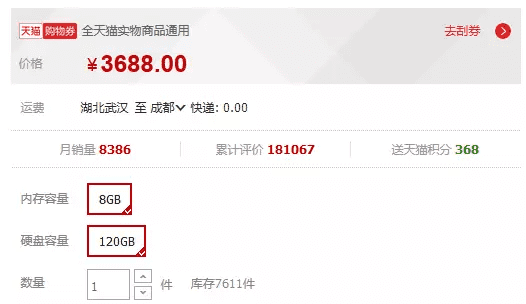 天猫 购物券 全天猫实物商品通用 去刮券
价格 ¥3688.00
运费 湖北武汉 至 成都 快递: 0.00
月销量 8386 累计评价 181067 送天猫积分 368
内存容量 8GB
硬盘容量 120GB
数量 1 件 库存7611件